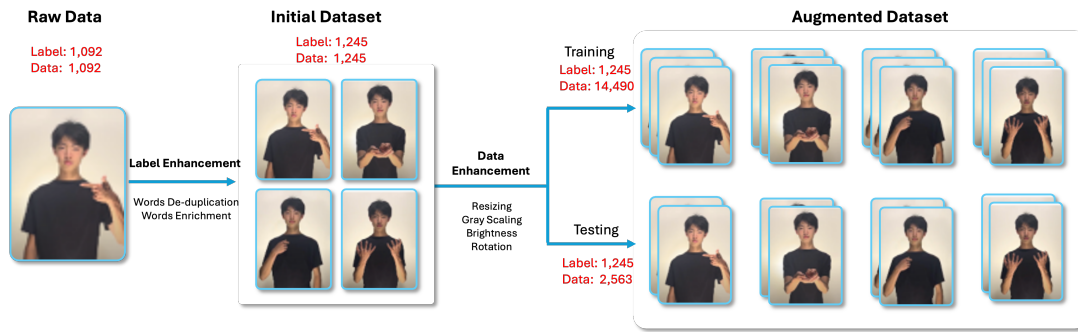 Raw Data
Label: 1,092
Data: 1,092
Label Enhancement
Words De-duplication
Words Enrichment
Initial Dataset
Label: 1,245
Data: 1,245
Data
Enhancement
Resizing
Gray Scaling
Brightness
Rotation
Augmented Dataset
Training
Label: 1,245
Data: 14,490
Testing
Label: 1,245
Data: 2,563